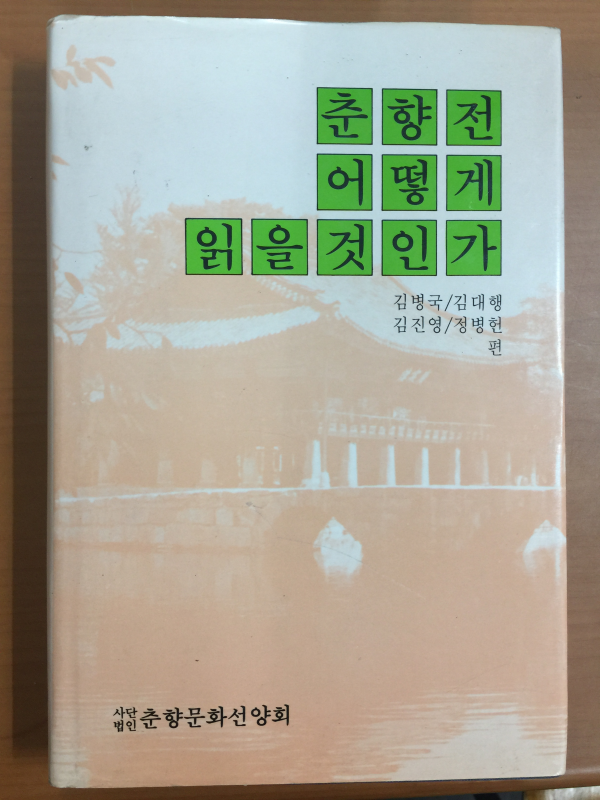 춘향전
어떻게
읽을것인가
김병국/김대행
김진영/정병헌
편
사단법인 춘향문화선양회